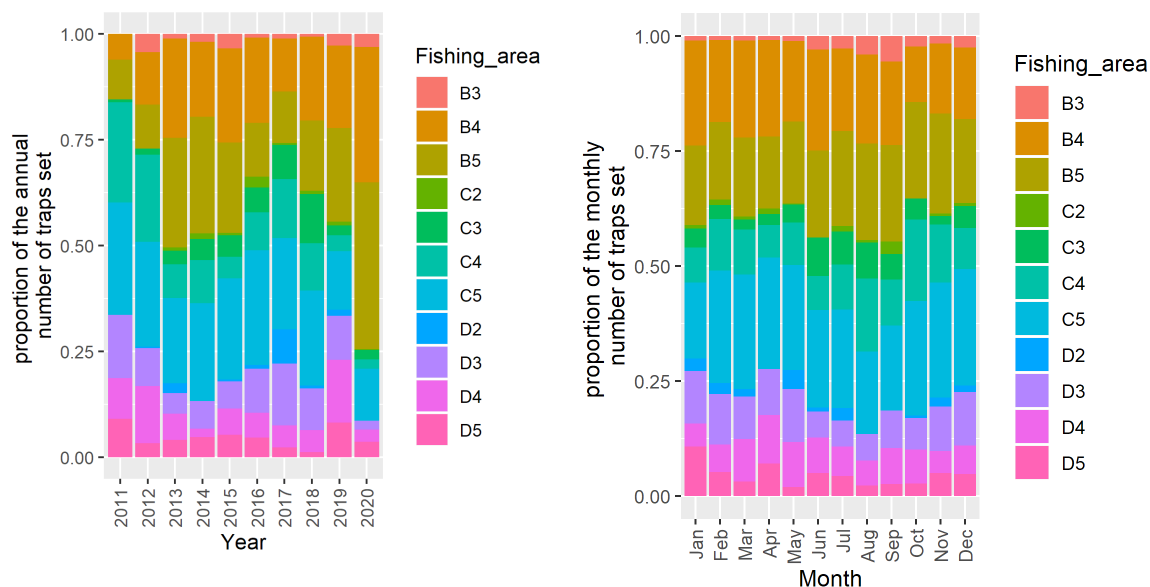 proportion of the annual
number of traps set
1.00
0.75
0.50
0.25
0.00
2011
2012
2013
2014
2015
2016
2017
2018
2019
2020
Year
Fishing_area
B3
B4
B5
C2
C3
C4
C5
D2
D3
D4
D5
proportion of the monthly
number of traps set
1.00
0.75
0.50
0.25
0.00
Jan
Feb
Mar
Apr
May
Jun
Jul
Aug
Sep
Oct
Nov
Dec
Month
Fishing_area
B3
B4
B5
C2
C3
C4
C5
D2
D3
D4
D5